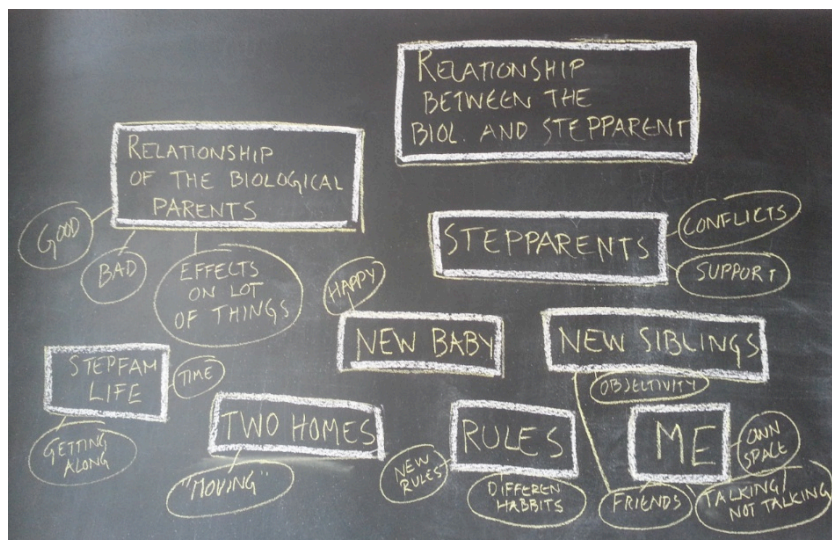 RELATIONSHIP
BETWEEN THE
BIOL. AND STEPPARENT
RELATIONSHIP
OF THE BIOLOGICAL
PARENTS
GOOD
BAD
EFFECTS
ON LOT
OF THINGS
STEPPARENTS
CONFLICTS
SUPPORT
HAPPY
NEW BABY
NEW SIBLINGS
OBJECTIVITY
STEPFAM
LIFE
TIME
GETTING
ALONG
TWO HOMES
"MOVING"
RULES
NEW
RULES
DIFFEREN
HABBITS
ME
OWN
SPACE
FRIENDS
TALKING/
NOT TALKING